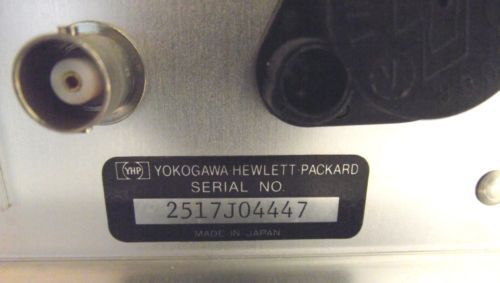 YHP YOKOGAWA HEWLETT·PACKARD
SERIAL NO.
2517J04447
MADE IN JAPAN